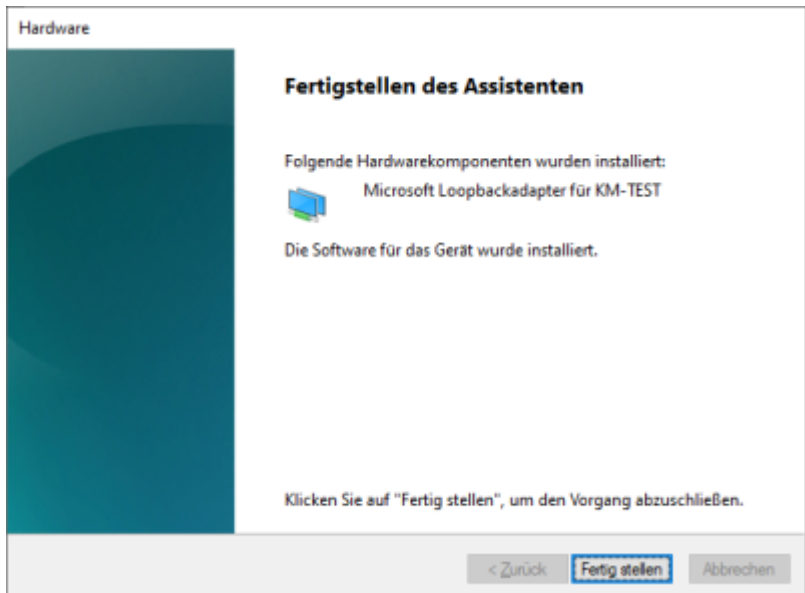 Hardware
Fertigstellen des Assistenten
Folgende Hardwarekomponenten wurden installiert:
Microsoft Loopbackadapter für KM-TEST
Die Software für das Gerät wurde installiert.
Klicken Sie auf "Fertig stellen", um den Vorgang abzuschließen.
< Zurück Fertig stellen Abbrechen